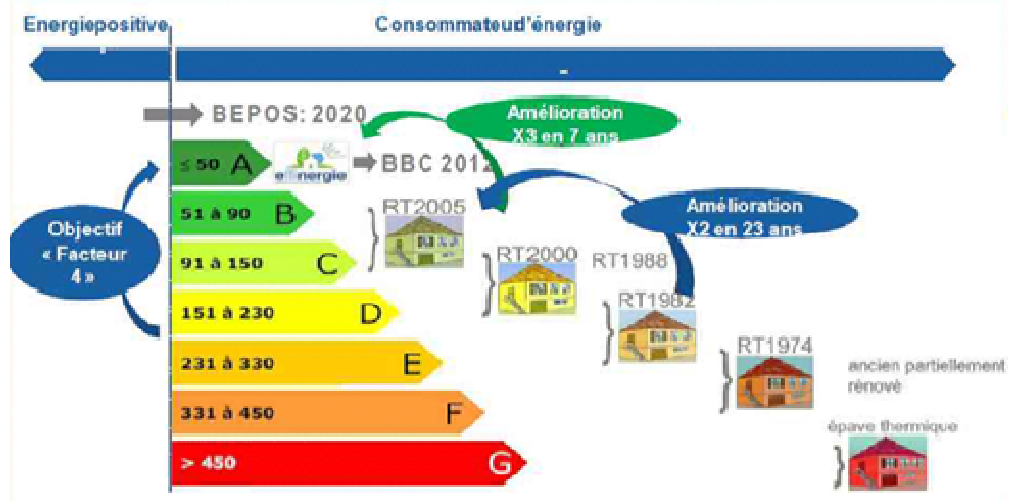 Energiepositive
Consommateud'énergie
BEPOS: 2020
Amélioration
X3 en 7 ans
≤ 50 A
effinergie
BBC 2012
51 à 90 B
RT2005
Amélioration
X2 en 23 ans
Objectif
« Facteur
4 »
91 à 150 C
RT2000
RT1988
151 à 230 D
RT1982
231 à 330 E
RT1974
ancien partiellement
rénové
331 à 450 F
épave thermique
> 450 G